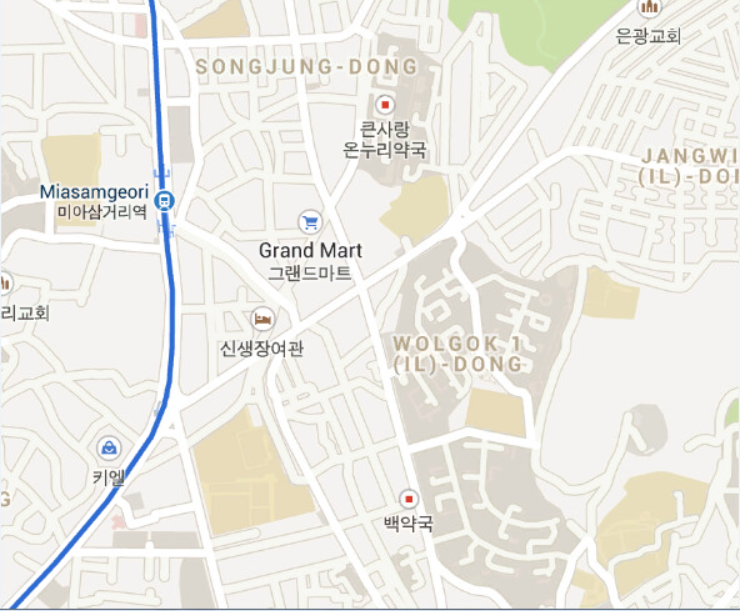 은광교회
SONGJUNG-DONG
큰사랑
온누리약국
JANGWI
(IL)-DO
Miasamgeori
미아삼거리역
Grand Mart
그랜드마트
리교회
신생장여관
WOLGOK 1
(IL)-DONG
키엘
G
백약국